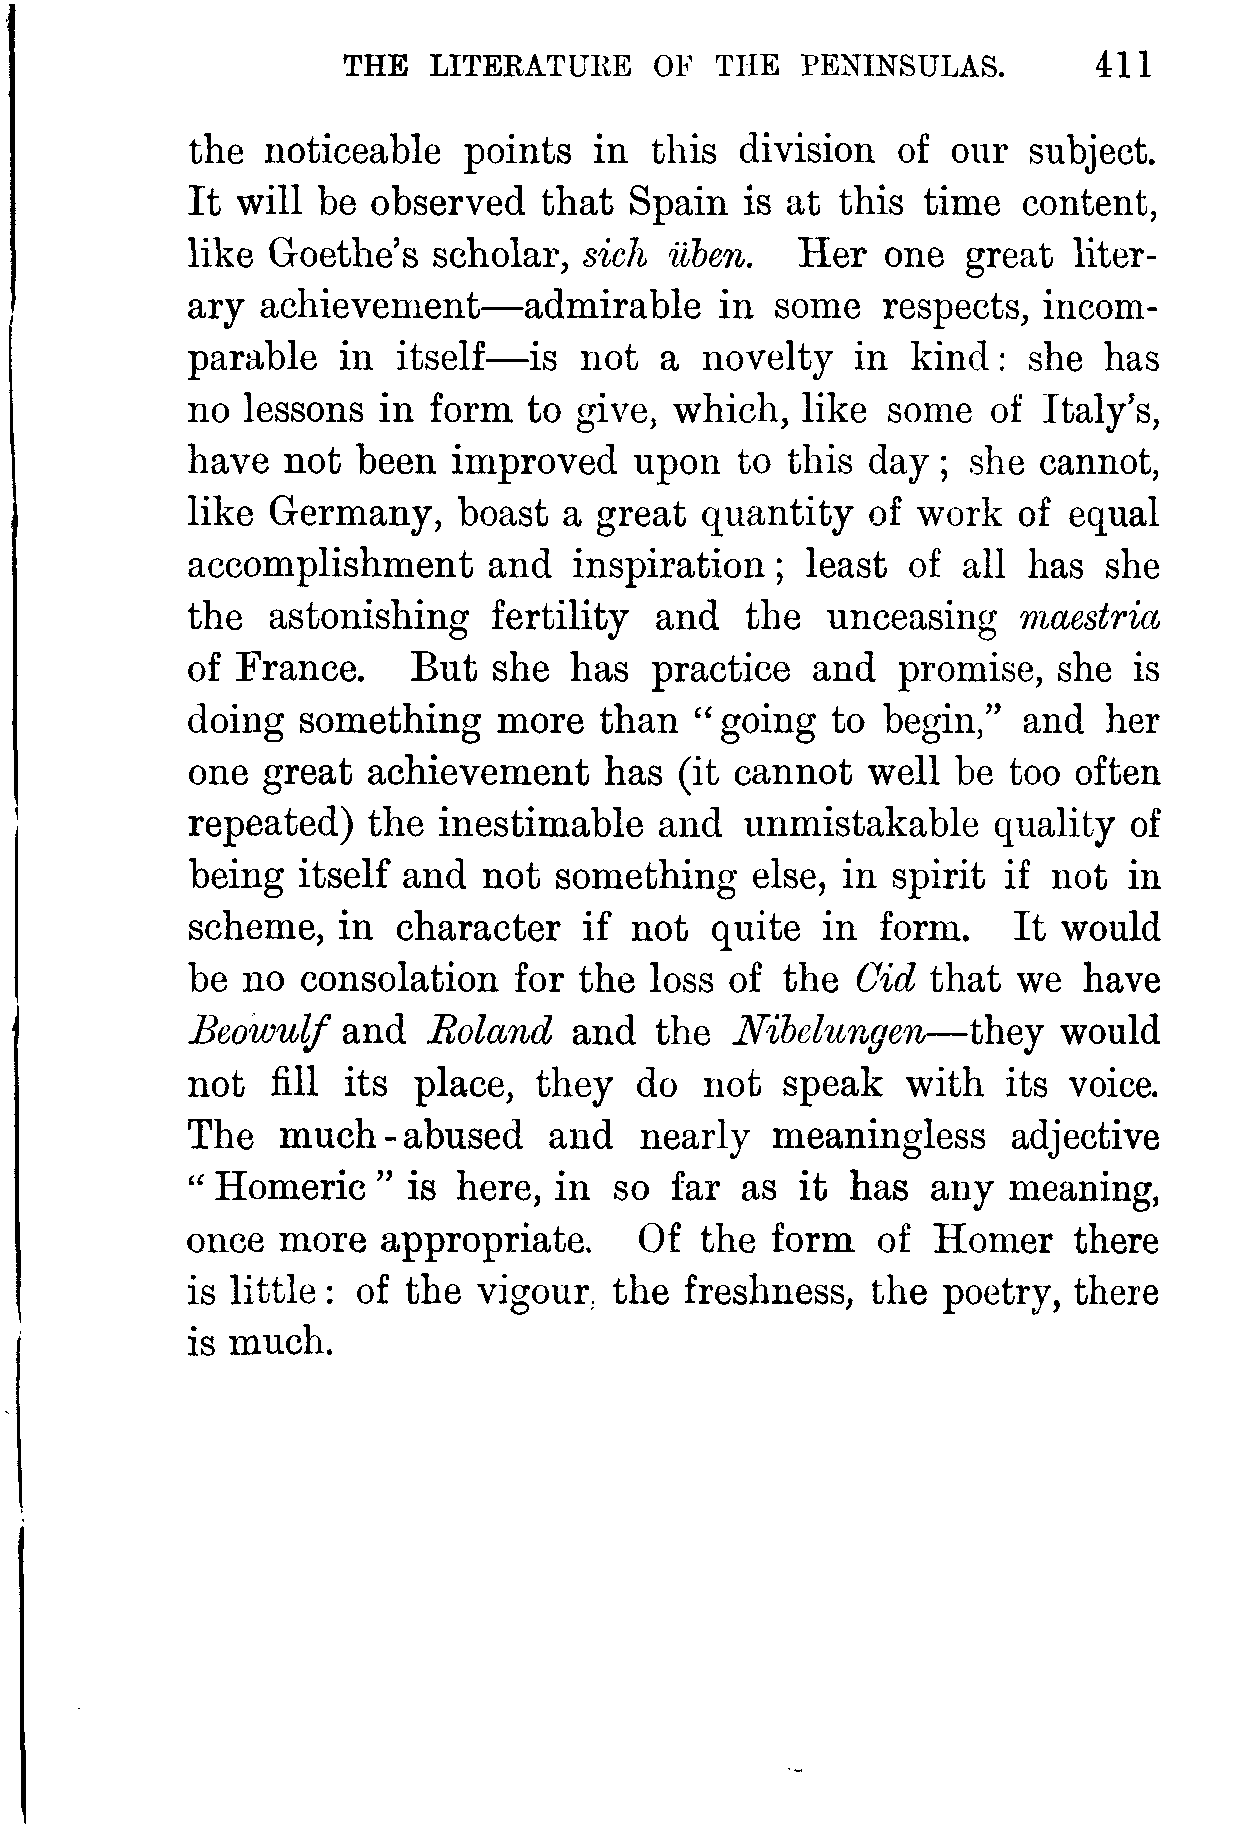 THE LITERATURE OF THE PENINSULAS. 411
the noticeable points in this division of our subject.
It will be observed that Spain is at this time content,
like Goethe's scholar, sich üben. Her one great liter-
ary achievement—admirable in some respects, incom-
parable in itself—is not a novelty in kind: she has
no lessons in form to give, which, like some of Italy's,
have not been improved upon to this day; she cannot,
like Germany, boast a great quantity of work of equal
accomplishment and inspiration; least of all has she
the astonishing fertility and the unceasing maestria
of France. But she has practice and promise, she is
doing something more than "going to begin," and her
one great achievement has (it cannot well be too often
repeated) the inestimable and unmistakable quality of
being itself and not something else, in spirit if not in
scheme, in character if not quite in form. It would
be no consolation for the loss of the Cid that we have
Beowulf and Roland and the Nibelungen—they would
not fill its place, they do not speak with its voice.
The much-abused and nearly meaningless adjective
"Homeric" is here, in so far as it has any meaning,
once more appropriate. Of the form of Homer there
is little: of the vigour, the freshness, the poetry, there
is much.